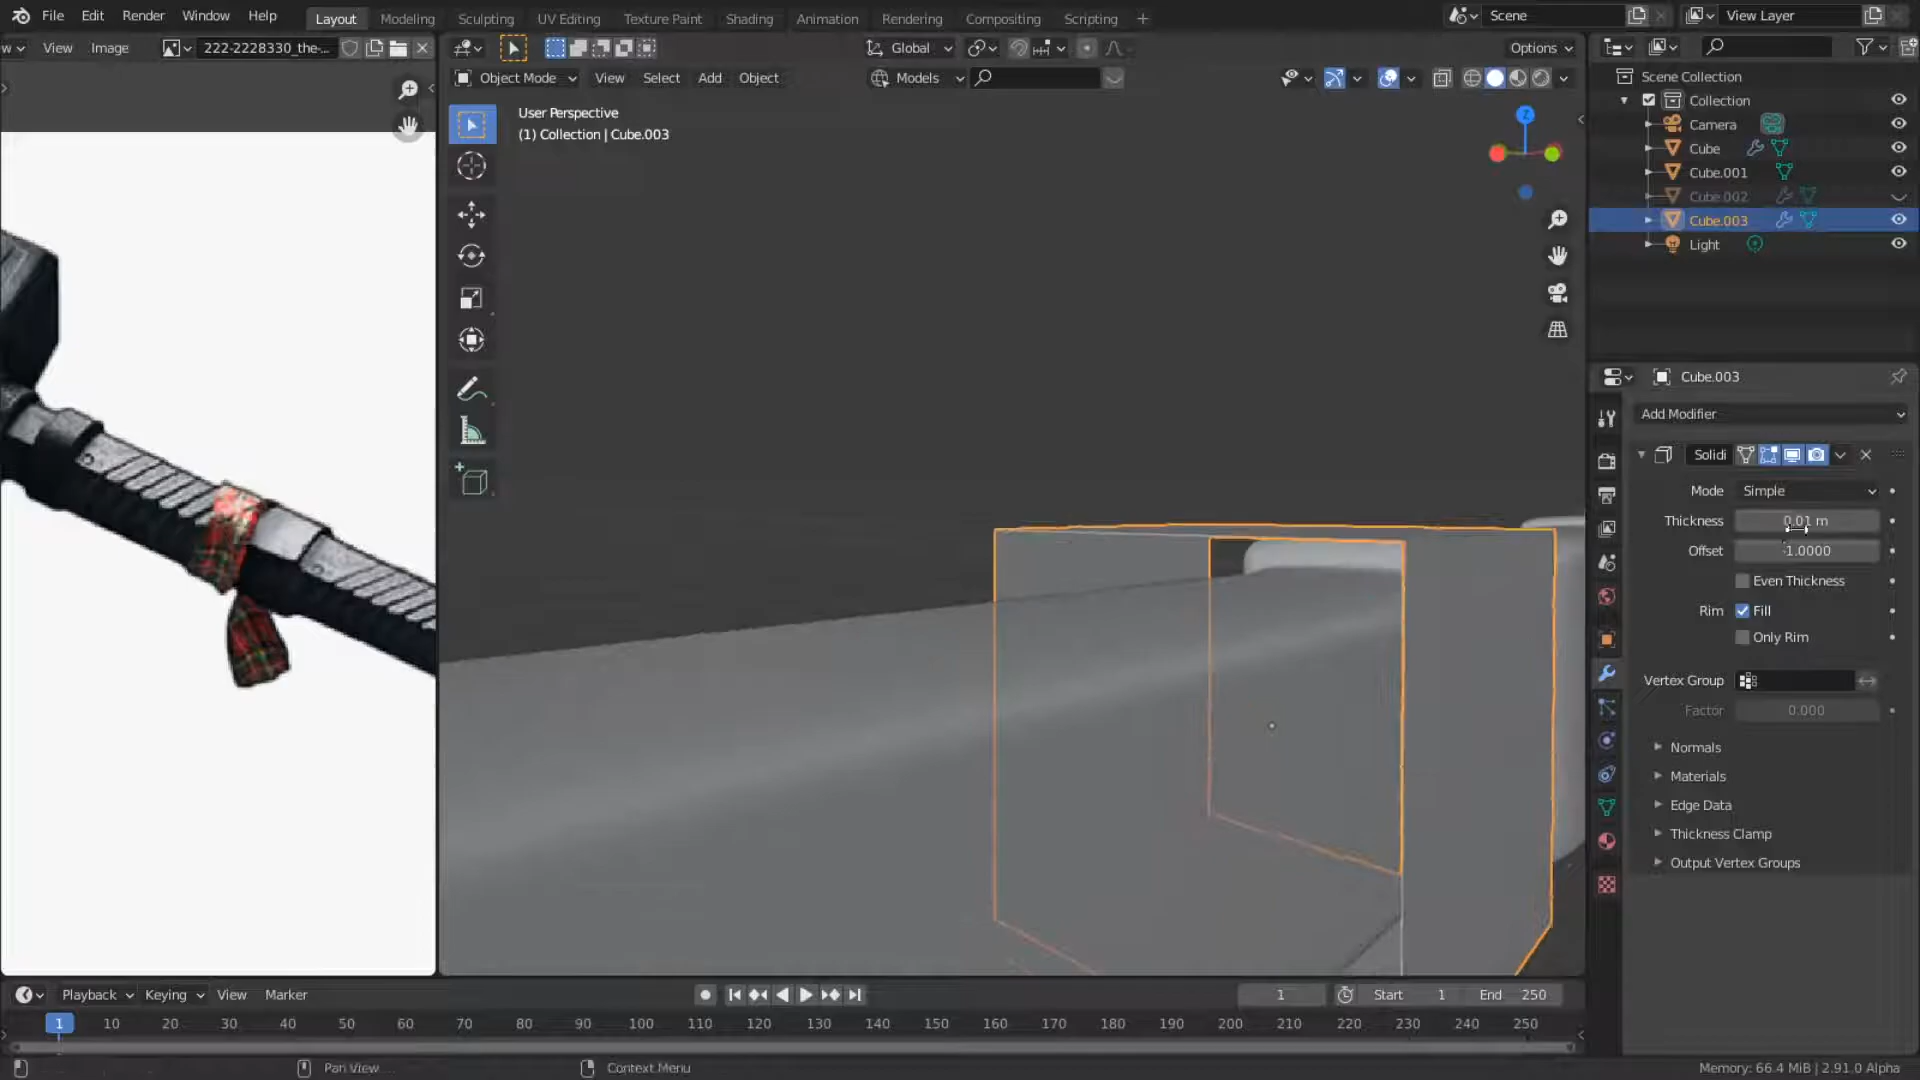 File Edit Render Window Help Layout Modeling Sculpting UV Editing Texture Paint Shading Animation Rendering Compositing Scripting + Scene View Layer
View Image 222-2228330_the-... Global Options
Object Mode View Select Add Object Models
User Perspective
(1) Collection | Cube.003
Z
Scene Collection
Collection
Camera
Cube
Cube.001
Cube.002
Cube.003
Light
Cube.003
Add Modifier
Solidi
Mode Simple
Thickness 0.01 m
Offset -1.0000
Even Thickness
Rim Fill
Only Rim
Vertex Group
Factor 0.000
Normals
Materials
Edge Data
Thickness Clamp
Output Vertex Groups
Playback Keying View Marker 1 Start 1 End 250
1 10 20 30 40 50 60 70 80 90 100 110 120 130 140 150 160 170 180 190 200 210 220 230 240 250
Pan View Context Menu Memory: 66.4 MiB | 2.91.0 Alpha